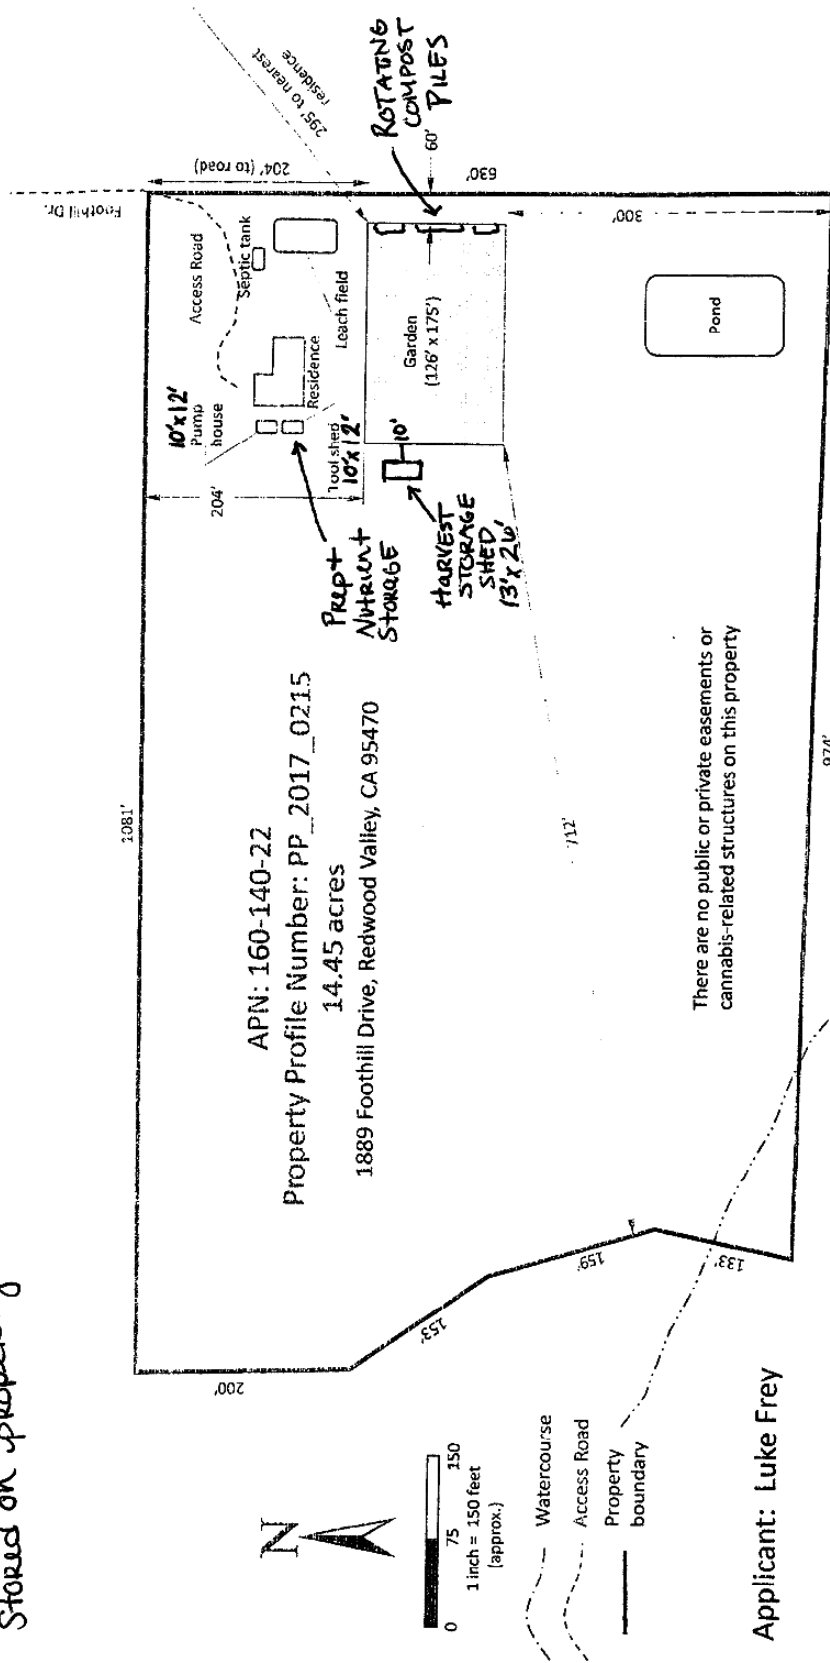 Stored on
1081'
204'
10'x12'
Pump
house
Access Road
Foothill Dr.
Septic tank
Residence
Leach field
Tool shed
10'x12'
204' (to road)
295' to nearest
residence
ROTATING
COMPOST
PILES
60'
630'
Garden
(126' x 175')
10'
HARVEST
STORAGE
SHED
13'x26'
Prep +
Nutrient
Storage
300'
Pond
712'
APN: 160-140-22
Property Profile Number: PP_2017_0215
14.45 acres
1889 Foothill Drive, Redwood Valley, CA 95470
There are no public or private easements or
cannabis-related structures on this property
974'
200'
153'
159'
133'
N
0 75 150
1 inch = 150 feet
(approx.)
Watercourse
Access Road
Property
boundary
Applicant: Luke Frey